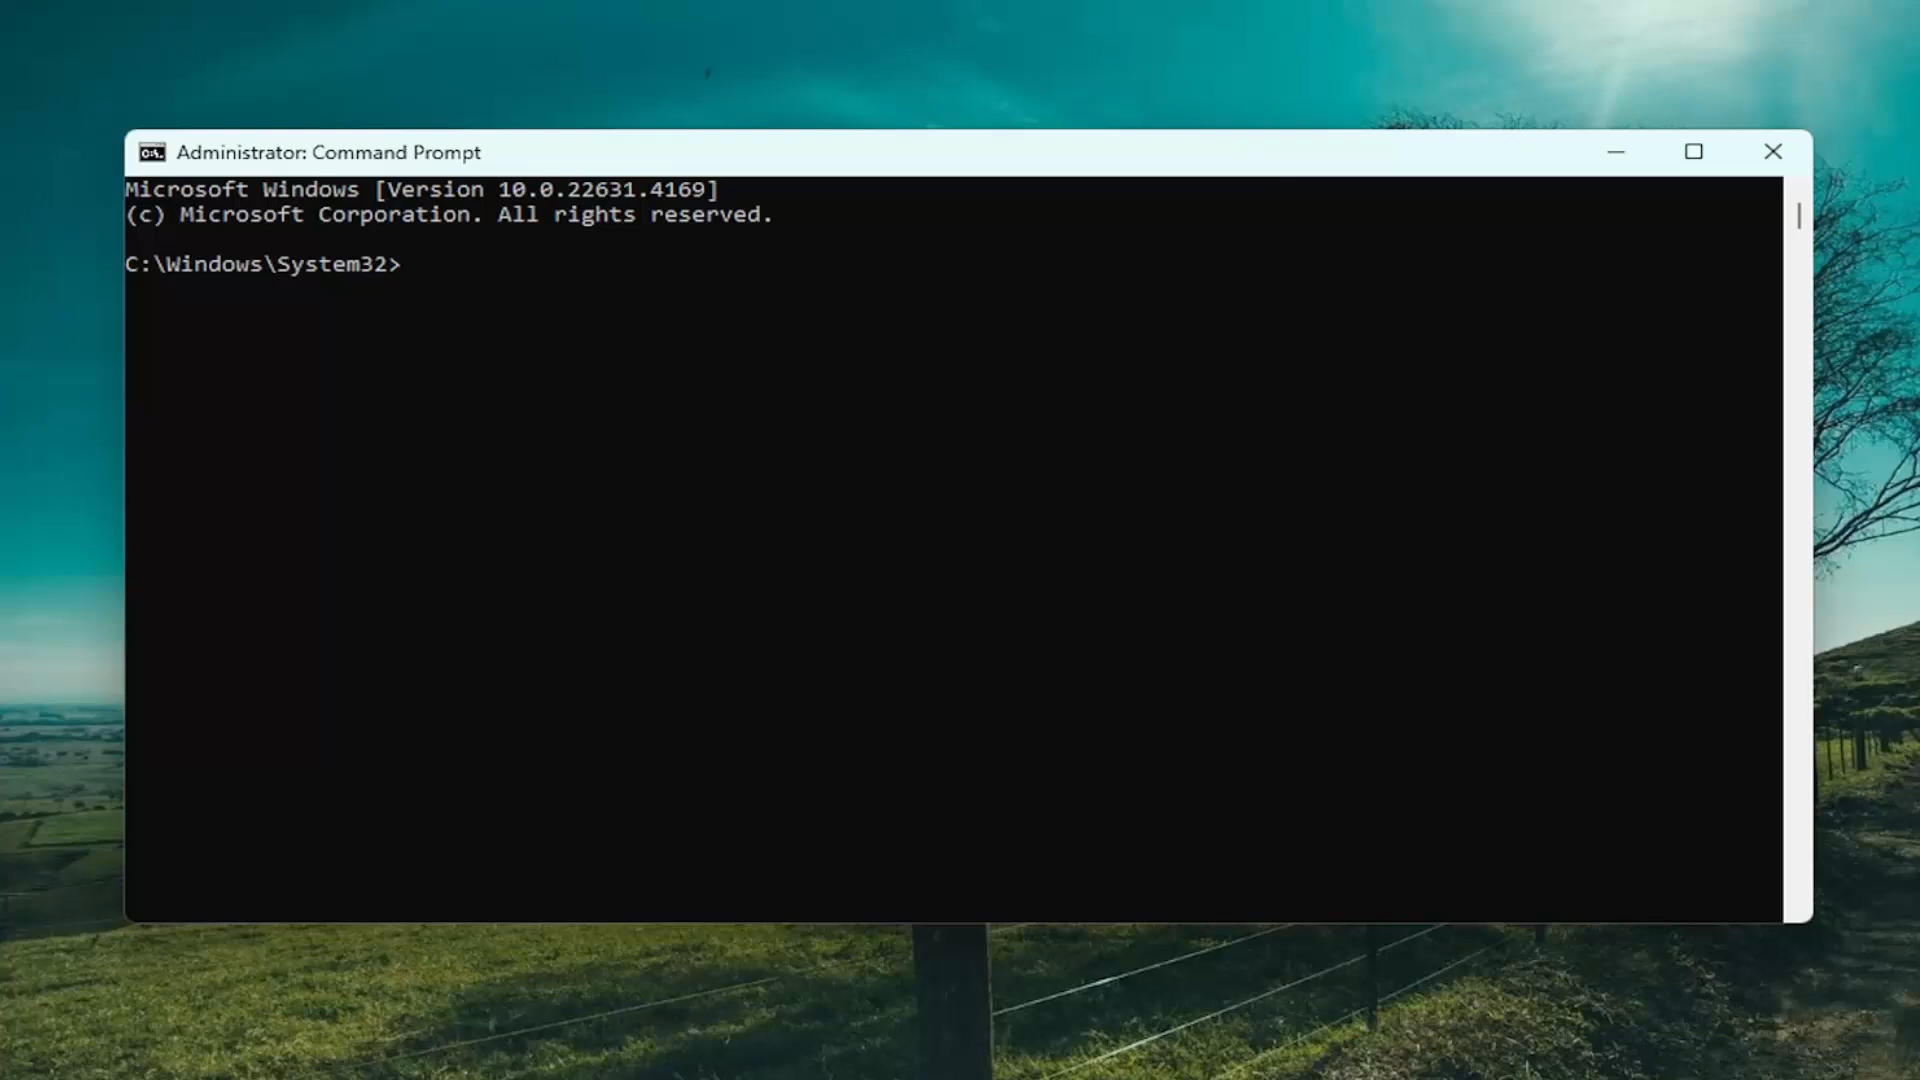 Administrator: Command Prompt
Microsoft Windows [Version 10.0.22631.4169]
(c) Microsoft Corporation. All rights reserved.
C:\Windows\System32>